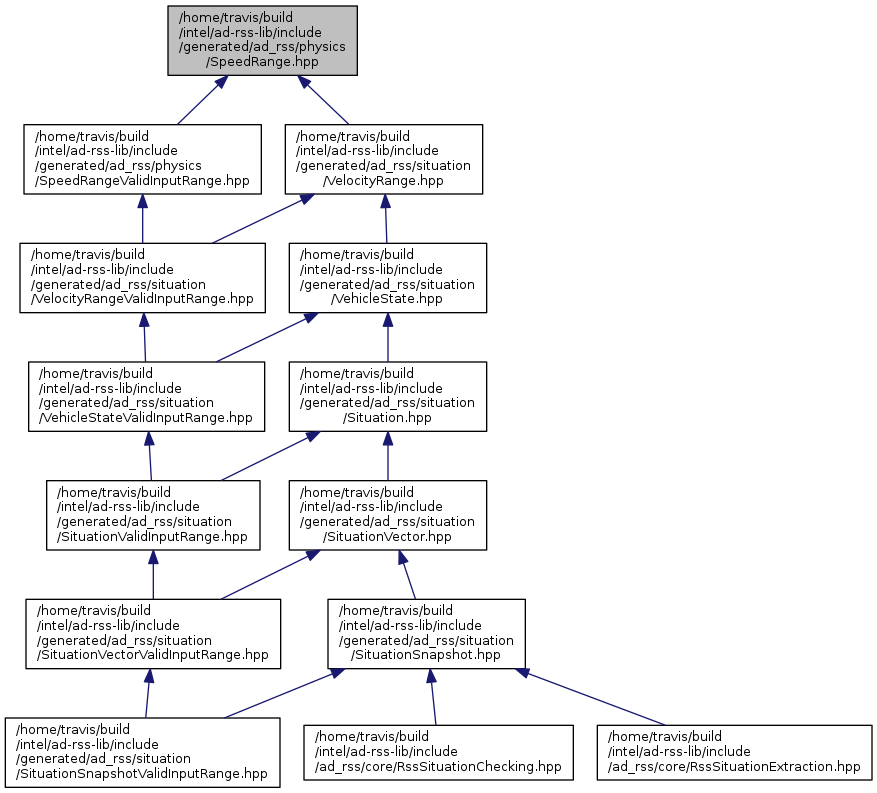 /home/travis/build
/intel/ad-rss-lib/include
/generated/ad_rss/physics
/SpeedRange.hpp
/home/travis/build
/intel/ad-rss-lib/include
/generated/ad_rss/physics
/SpeedRangeValidInputRange.hpp
/home/travis/build
/intel/ad-rss-lib/include
/generated/ad_rss/situation
/VelocityRange.hpp
/home/travis/build
/intel/ad-rss-lib/include
/generated/ad_rss/situation
/VelocityRangeValidInputRange.hpp
/home/travis/build
/intel/ad-rss-lib/include
/generated/ad_rss/situation
/VehicleState.hpp
/home/travis/build
/intel/ad-rss-lib/include
/generated/ad_rss/situation
/VehicleStateValidInputRange.hpp
/home/travis/build
/intel/ad-rss-lib/include
/generated/ad_rss/situation
/Situation.hpp
/home/travis/build
/intel/ad-rss-lib/include
/generated/ad_rss/situation
/SituationValidInputRange.hpp
/home/travis/build
/intel/ad-rss-lib/include
/generated/ad_rss/situation
/SituationVector.hpp
/home/travis/build
/intel/ad-rss-lib/include
/generated/ad_rss/situation
/SituationVectorValidInputRange.hpp
/home/travis/build
/intel/ad-rss-lib/include
/generated/ad_rss/situation
/SituationSnapshot.hpp
/home/travis/build
/intel/ad-rss-lib/include
/generated/ad_rss/situation
/SituationSnapshotValidInputRange.hpp
/home/travis/build
/intel/ad-rss-lib/include
/ad_rss/core/RssSituationChecking.hpp
/home/travis/build
/intel/ad-rss-lib/include
/ad_rss/core/RssSituationExtraction.hpp